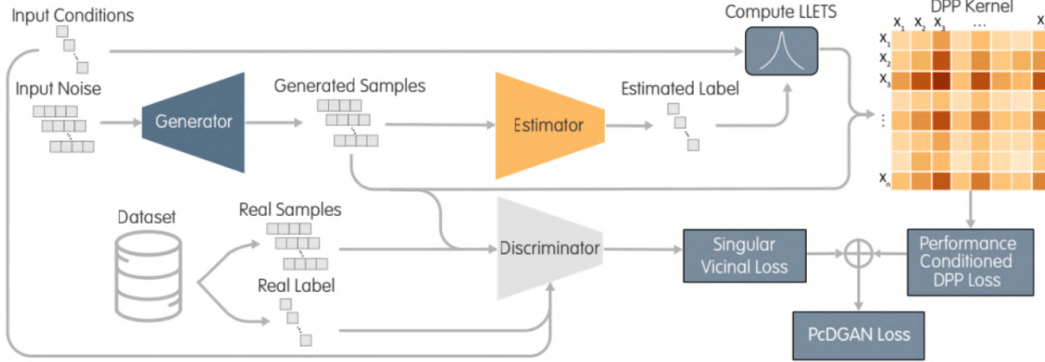 Input Conditions
Compute LLETS
DPP Kernel
X₁ X₂ X₃ ...
X₁
X₂
X₃
⋮
Xₙ
Input Noise
Generator
Generated Samples
Estimator
Estimated Label
Dataset
Real Samples
Real Label
Discriminator
Singular
Vicinal Loss
Performance
Conditioned
DPP Loss
PcDGAN Loss